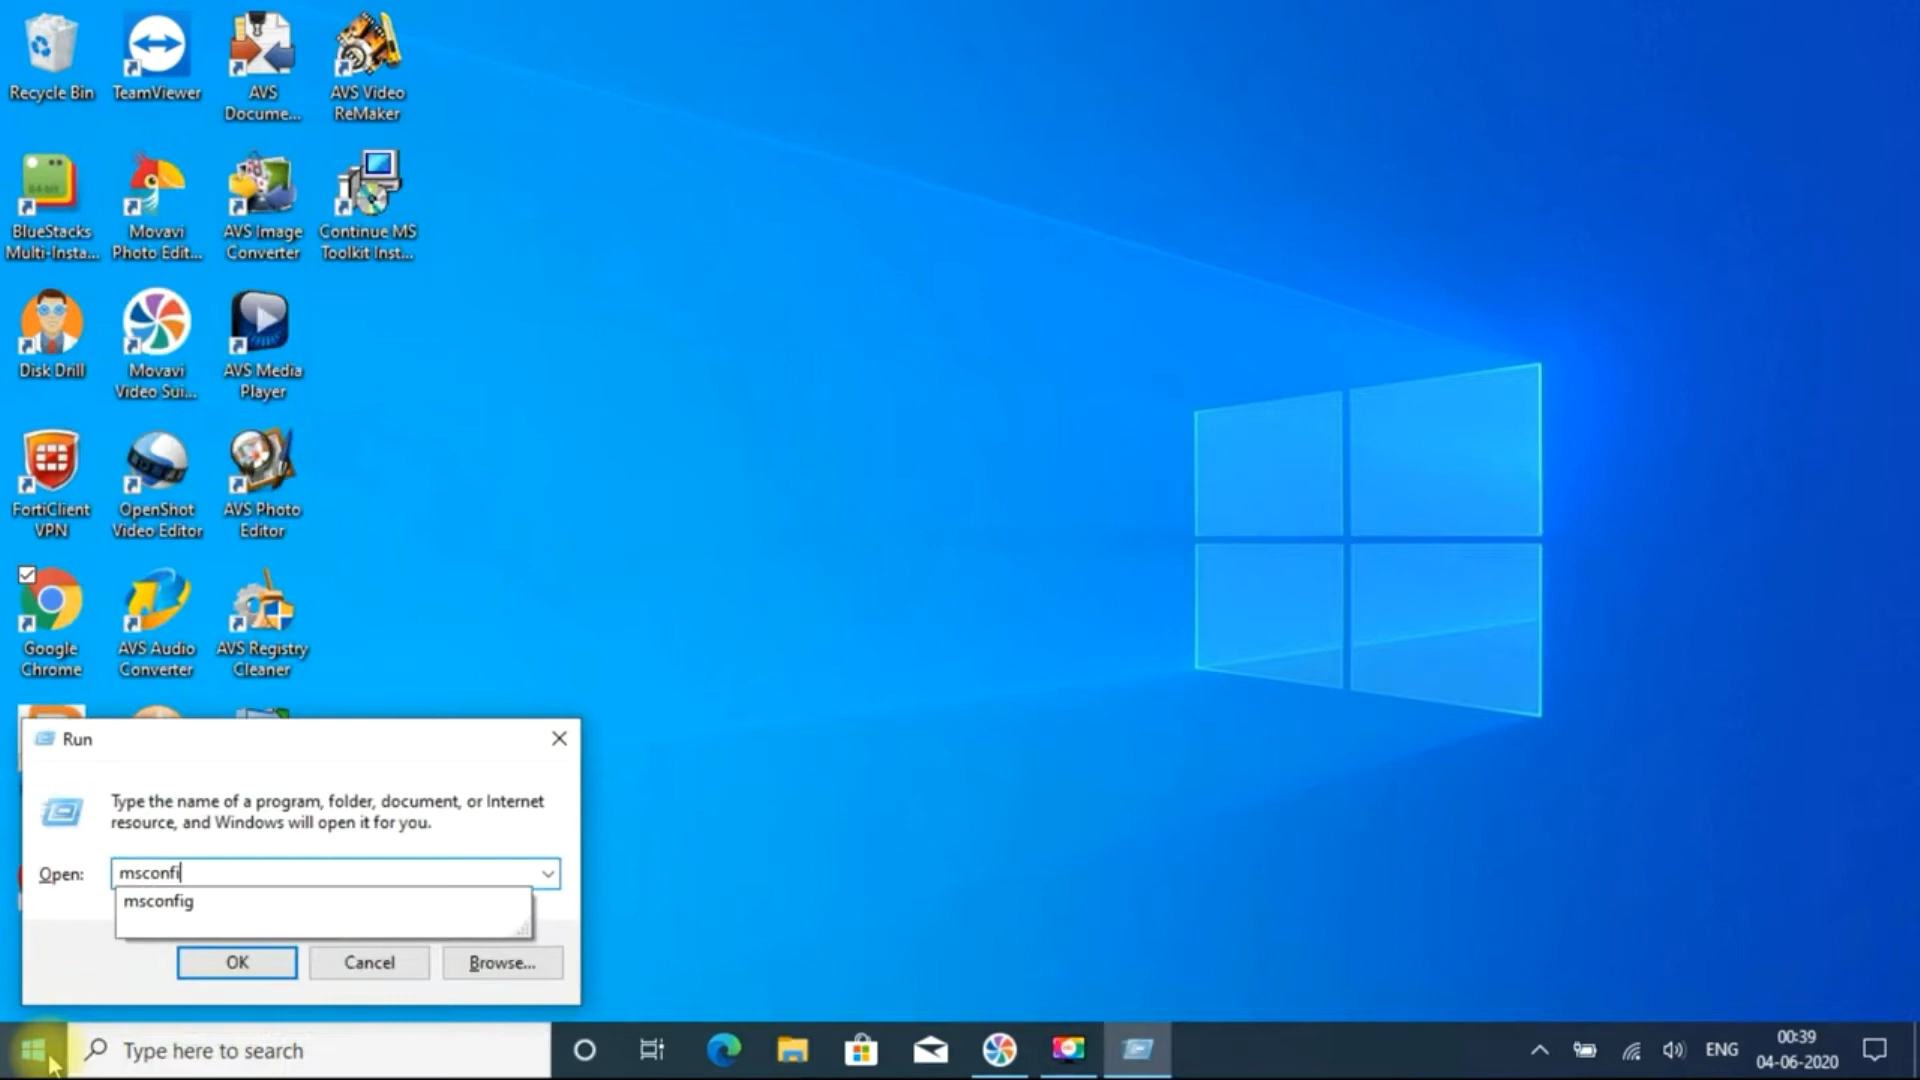 Recycle Bin
TeamViewer
AVS
Docume...
AVS Video
ReMaker
BlueStacks
Multi-Insta...
Movavi
Photo Edit...
AVS Image
Converter
Continue MS
Toolkit Inst...
Disk Drill
Movavi
Video Sui...
AVS Media
Player
FortiClient
VPN
OpenShot
Video Editor
AVS Photo
Editor
Google
Chrome
AVS Audio
Converter
AVS Registry
Cleaner
Run
Type the name of a program, folder, document, or Internet
resource, and Windows will open it for you.
Open:
msconfi
msconfig
OK
Cancel
Browse...
Type here to search
ENG
00:39
04-06-2020